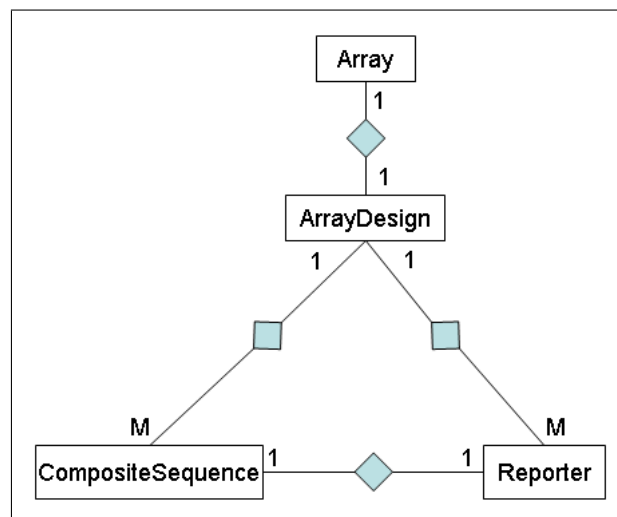 Array
1
1
ArrayDesign
1 1
M M
CompositeSequence 1 1 Reporter